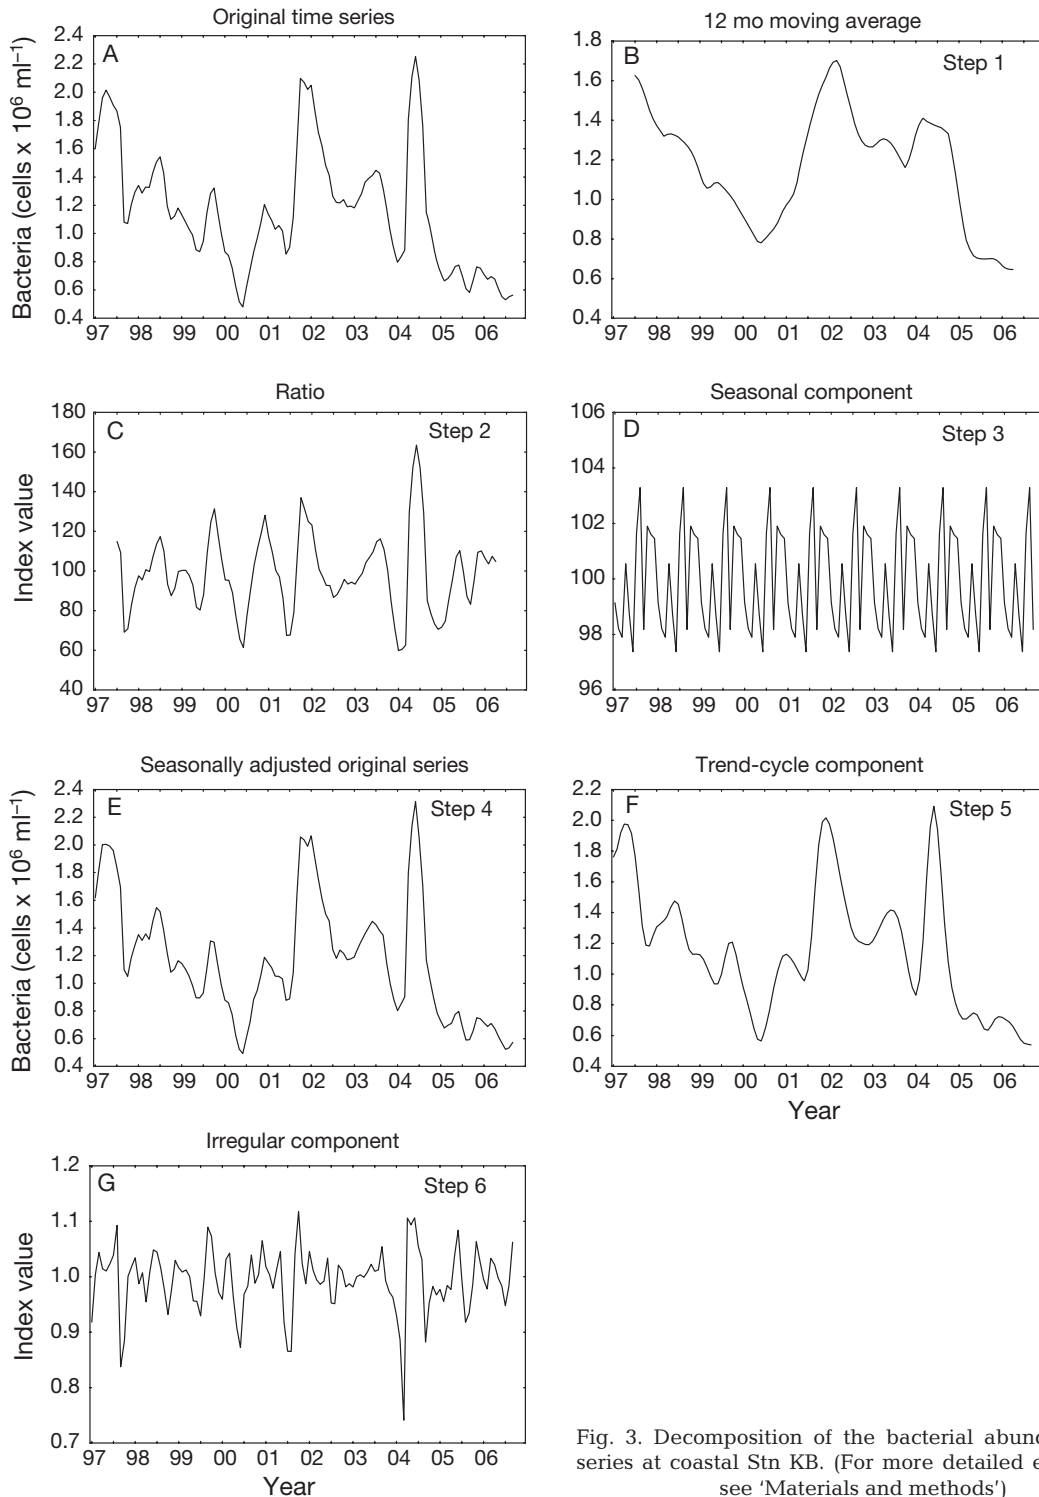 Original time series
A
Bacteria (cells x 10⁶ ml⁻¹)
2.4
2.2
2.0
1.8
1.6
1.4
1.2
1.0
0.8
0.6
0.4
97 98 99 00 01 02 03 04 05 06
12 mo moving average
B
Step 1
1.6
1.4
1.2
1.0
0.8
0.6
0.4
97 98 99 00 01 02 03 04 05 06
Ratio
C
Step 2
Index value
180
160
140
120
100
80
60
40
97 98 99 00 01 02 03 04 05 06
Seasonal component
D
Step 3
106
104
102
100
98
96
97 98 99 00 01 02 03 04 05 06
Seasonally adjusted original series
E
Step 4
Bacteria (cells x 10⁶ ml⁻¹)
2.4
2.2
2.0
1.8
1.6
1.4
1.2
1.0
0.8
0.6
0.4
97 98 99 00 01 02 03 04 05 06
Trend-cycle component
F
Step 5
2.2
2.0
1.8
1.6
1.4
1.2
1.0
0.8
0.6
0.4
97 98 99 00 01 02 03 04 05 06
Year
Irregular component
G
Step 6
Index value
1.2
1.1
1.0
0.9
0.8
0.7
97 98 99 00 01 02 03 04 05 06
Year
Fig. 3. Decomposition of the bacterial abun
series at coastal Stn KB. (For more detailed e
see ‘Materials and methods’)